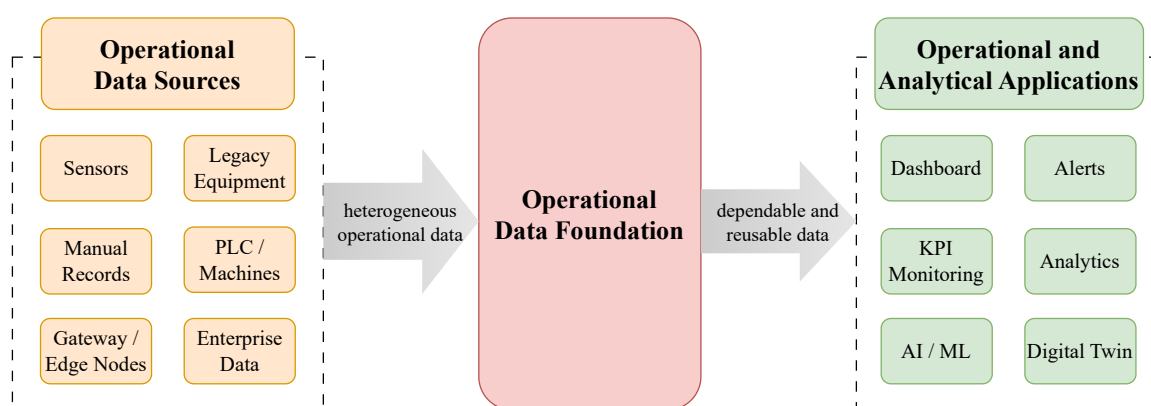 Operational
Data Sources
Sensors
Legacy
Equipment
Manual
Records
PLC /
Machines
Gateway /
Edge Nodes
Enterprise
Data
heterogeneous
operational data
Operational
Data Foundation
dependable and
reusable data
Operational and
Analytical Applications
Dashboard
Alerts
KPI
Monitoring
Analytics
AI / ML
Digital Twin